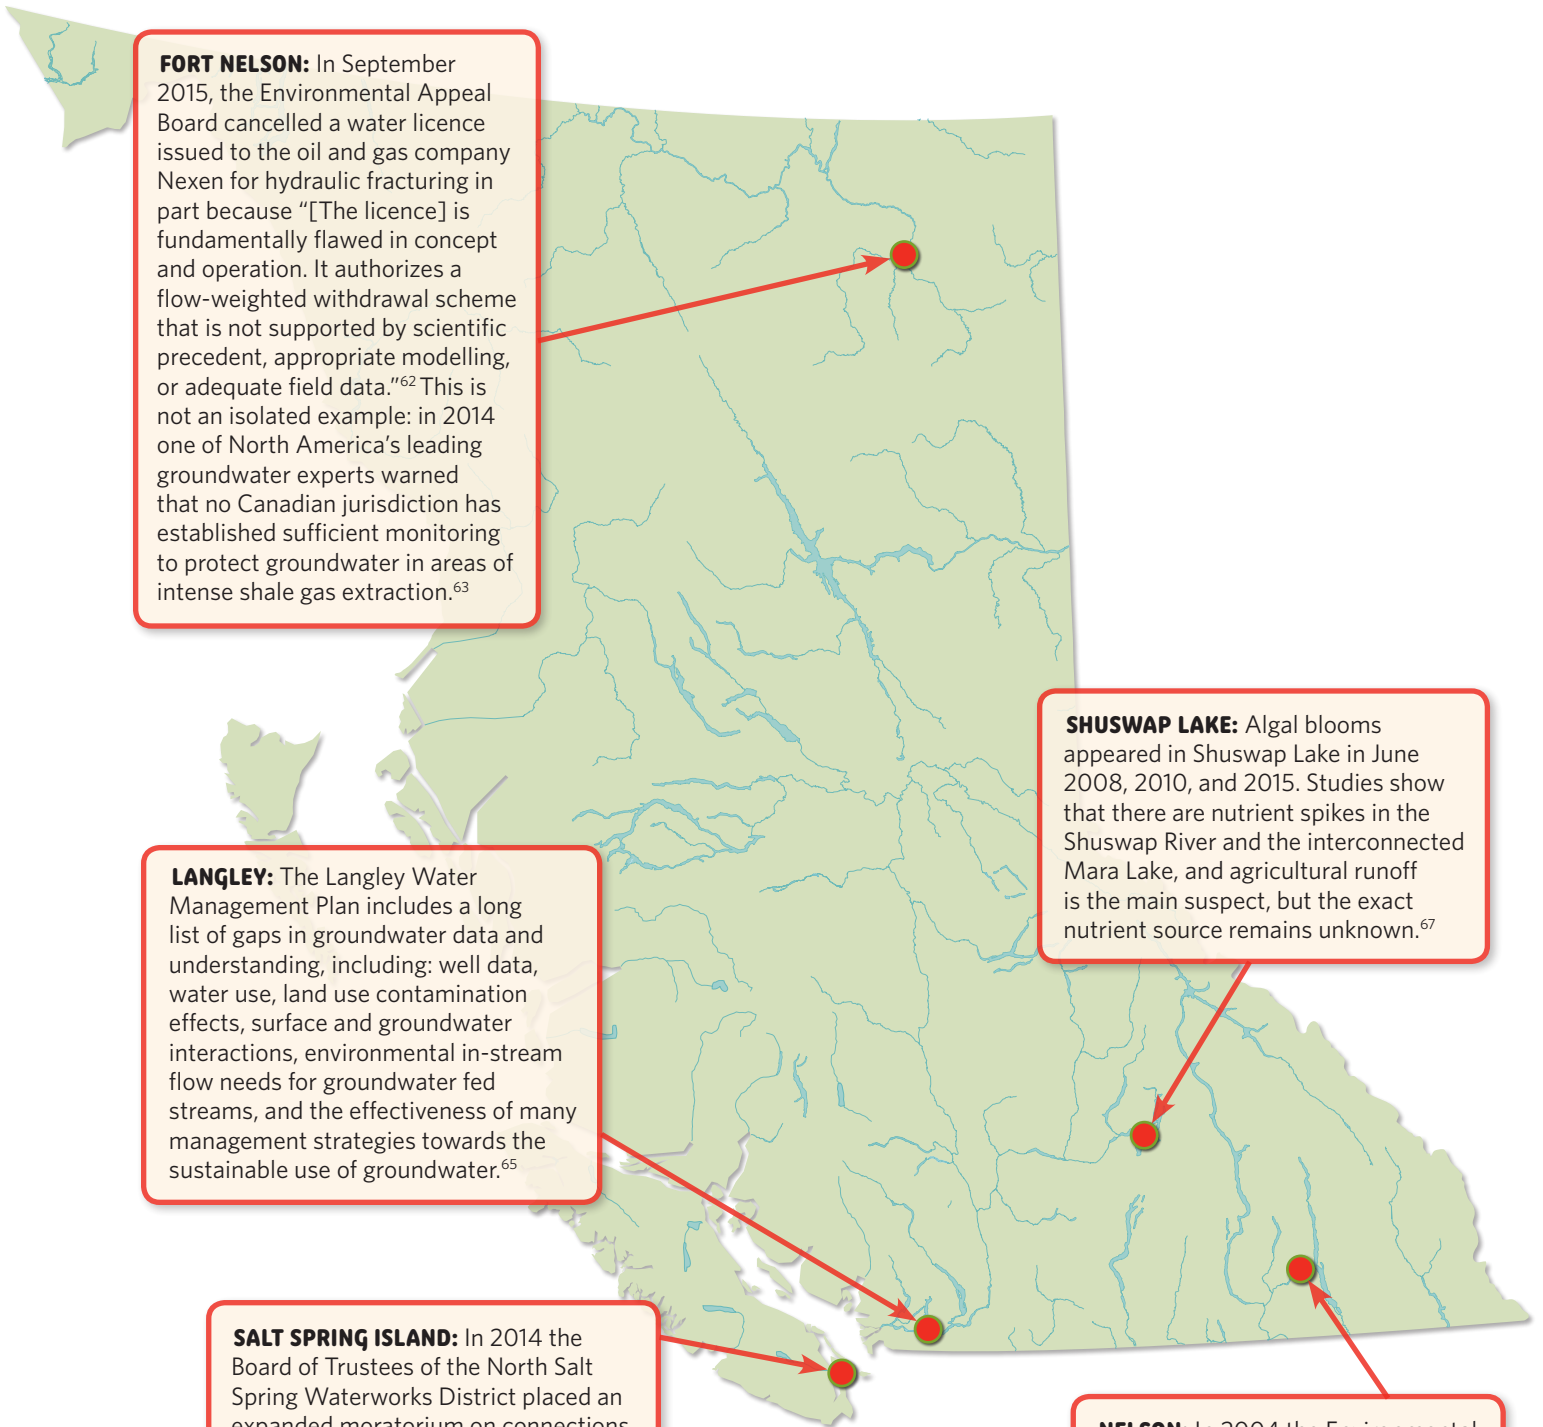 FORT NELSON: In September
2015, the Environmental Appeal
Board cancelled a water licence
issued to the oil and gas company
Nexen for hydraulic fracturing in
part because “[The licence] is
fundamentally flawed in concept
and operation. It authorizes a
flow-weighted withdrawal scheme
that is not supported by scientific
precedent, appropriate modelling,
or adequate field data.”62 This is
not an isolated example: in 2014
one of North America’s leading
groundwater experts warned
that no Canadian jurisdiction has
established sufficient monitoring
to protect groundwater in areas of
intense shale gas extraction.63
SHUSWAP LAKE: Algal blooms
appeared in Shuswap Lake in June
2008, 2010, and 2015. Studies show
that there are nutrient spikes in the
Shuswap River and the interconnected
Mara Lake, and agricultural runoff
is the main suspect, but the exact
nutrient source remains unknown.67
LANGLEY: The Langley Water
Management Plan includes a long
list of gaps in groundwater data and
understanding, including: well data,
water use, land use contamination
effects, surface and groundwater
interactions, environmental in-stream
flow needs for groundwater fed
streams, and the effectiveness of many
management strategies towards the
sustainable use of groundwater.65
SALT SPRING ISLAND: In 2014 the
Board of Trustees of the North Salt
Spring Waterworks District placed an
expanded moratorium on connections
NELSON: In 2004 the Environmental